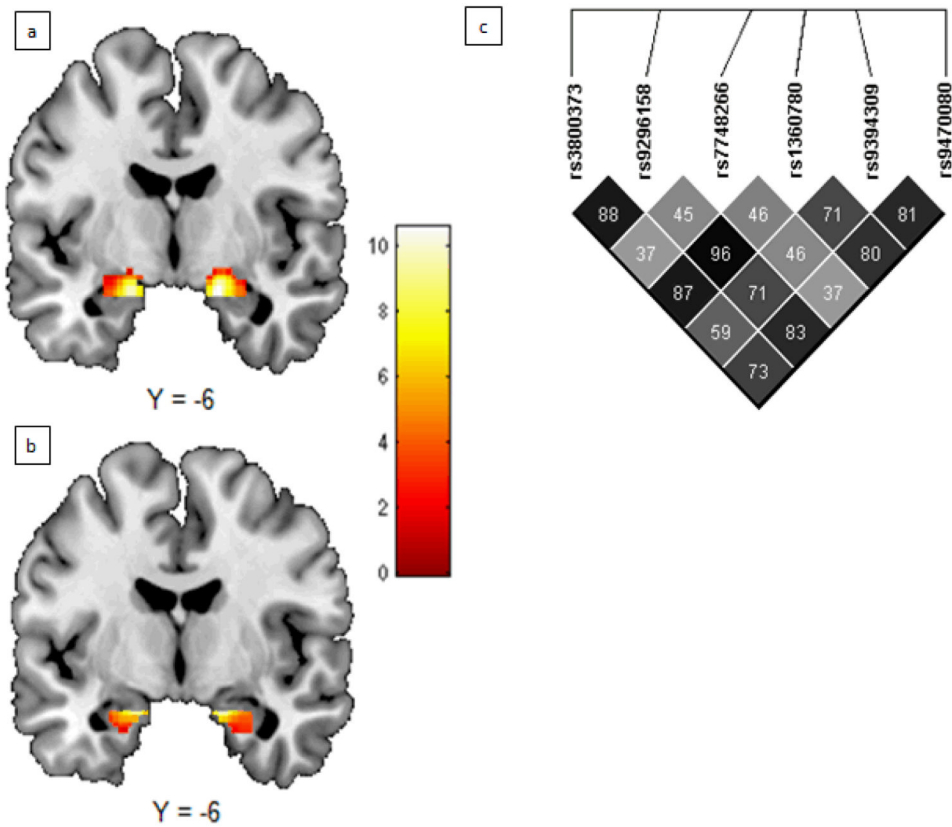 a
Y = -6
b
Y = -6
10
8
6
4
2
0
c
rs3800373
rs9296158
rs7748266
rs1360780
rs9394309
rs9470080
88 45 46 71 81
37 96 46 80
87 71 37
59 83
73